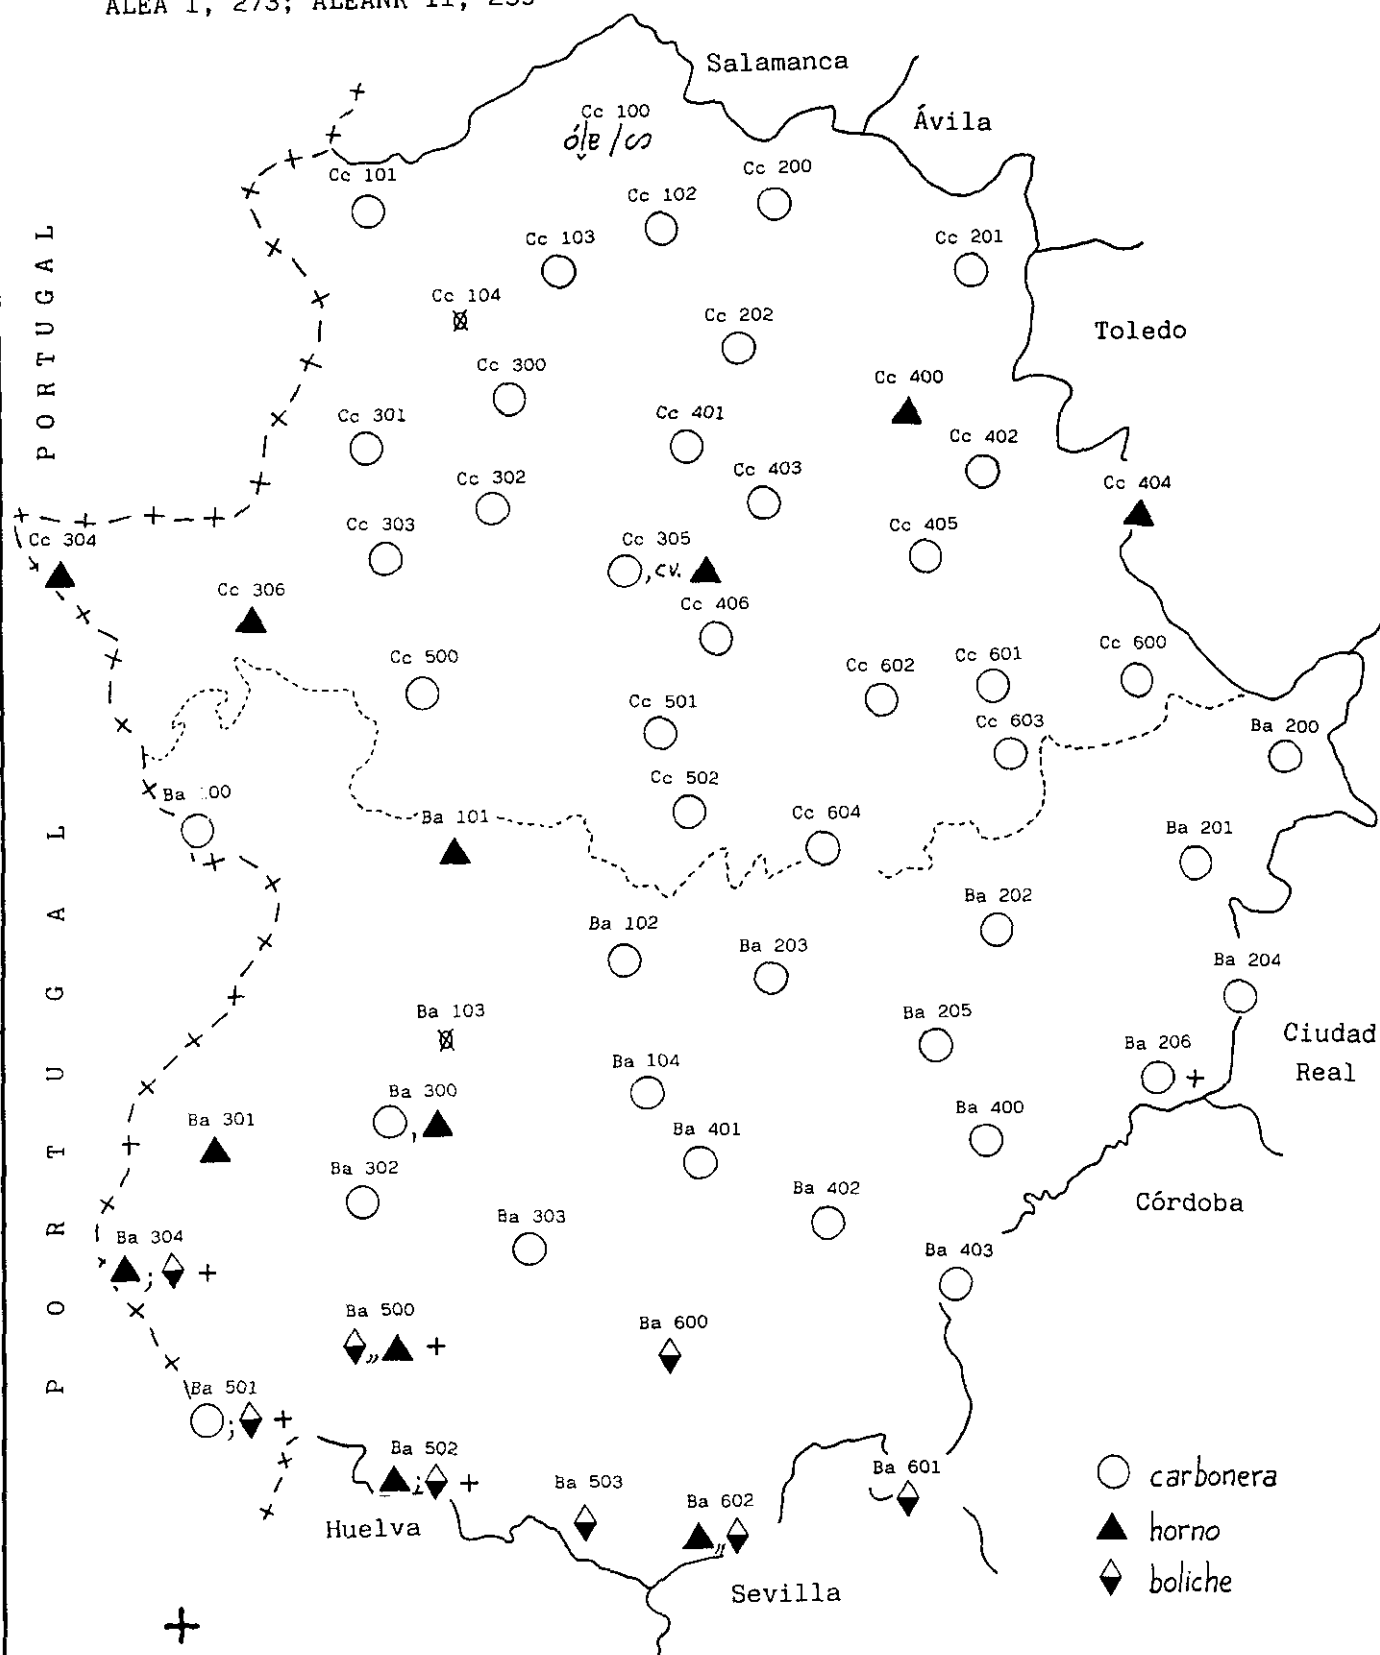 ALEA I, 273; ALEANR II,
Salamanca
Cc 100
Ávila
Cc 101
Cc 200
Cc 102
Cc 103
Cc 201
Cc 104
Cc 202
Toledo
PORTUGAL
Cc 300
Cc 400
Cc 301
Cc 401
Cc 402
Cc 302
Cc 403
Cc 404
Cc 303
Cc 304
Cc 305
, cv.
Cc 405
Cc 306
Cc 406
Cc 500
Cc 602
Cc 601
Cc 600
Cc 501
Cc 603
Ba 200
Cc 502
Ba 100
Ba 101
Cc 604
Ba 201
PORTUGAL
Ba 102
Ba 202
Ba 203
Ba 204
Ba 103
Ba 205
Ciudad
Real
Ba 104
Ba 206
Ba 300
,
Ba 301
Ba 401
Ba 400
Ba 302
Ba 402
Córdoba
Ba 303
Ba 304
;
Ba 403
Ba 500
„
Ba 600
Ba 501
;
Ba 502
;
Ba 503
Ba 602
„
Ba 601
Huelva
Sevilla
carbonera
horno
boliche